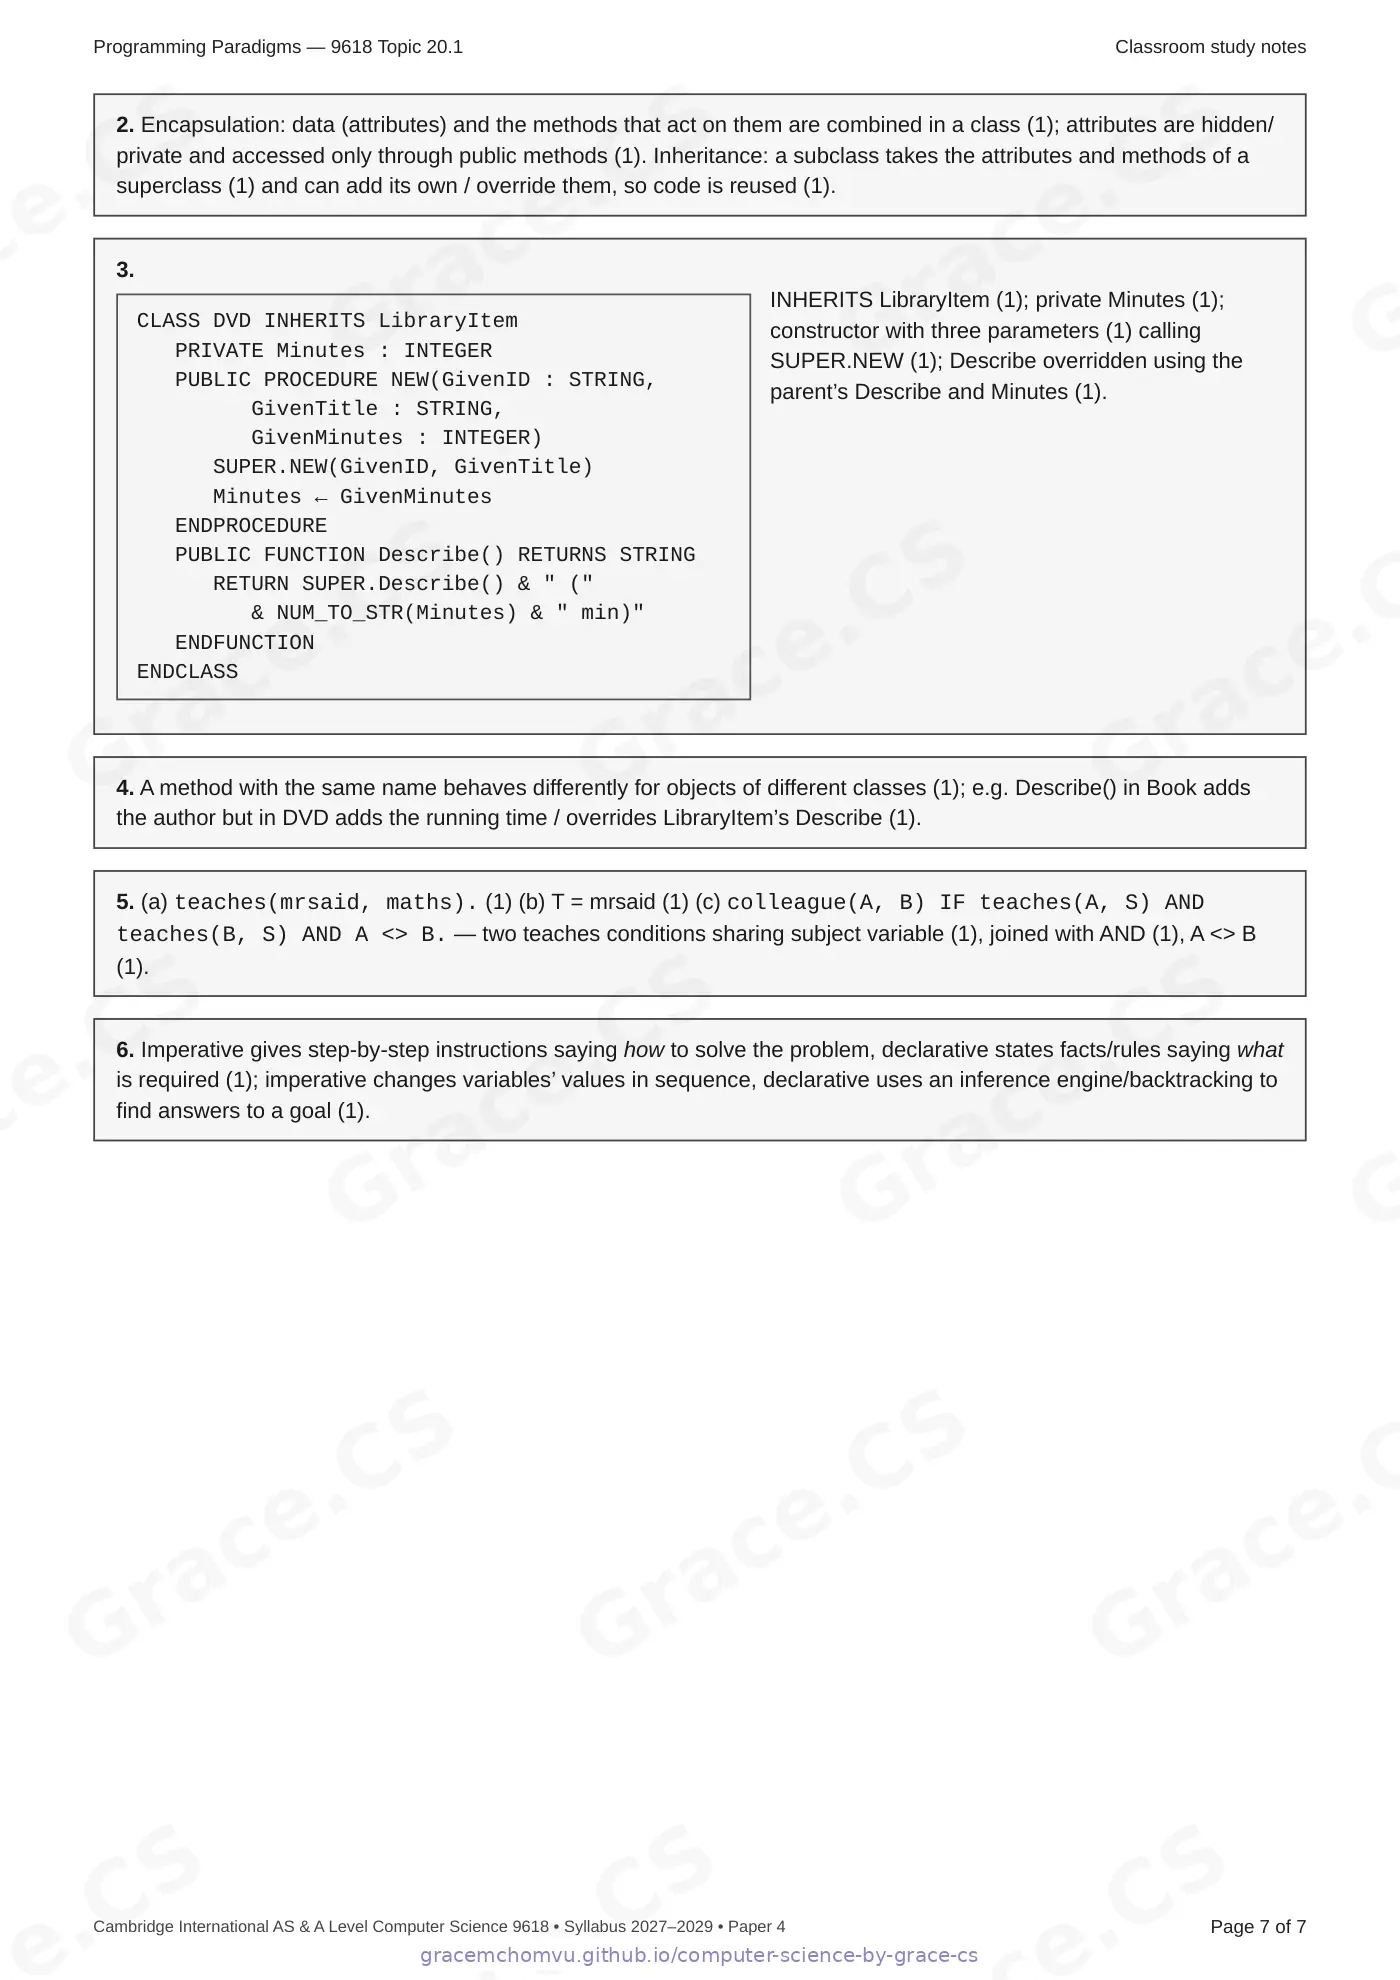 Programming Paradigms — 9618 Topic 20.1
Classroom study notes
2. Encapsulation: data (attributes) and the methods that act on them are combined in a class (1); attributes are hidden/
private and accessed only through public methods (1). Inheritance: a subclass takes the attributes and methods of a
superclass (1) and can add its own / override them, so code is reused (1).
3.
CLASS DVD INHERITS LibraryItem
   PRIVATE Minutes : INTEGER
   PUBLIC PROCEDURE NEW(GivenID : STRING,
         GivenTitle : STRING,
         GivenMinutes : INTEGER)
      SUPER.NEW(GivenID, GivenTitle)
      Minutes ← GivenMinutes
   ENDPROCEDURE
   PUBLIC FUNCTION Describe() RETURNS STRING
      RETURN SUPER.Describe() & " ("
         & NUM_TO_STR(Minutes) & " min)"
   ENDFUNCTION
ENDCLASS
INHERITS LibraryItem (1); private Minutes (1);
constructor with three parameters (1) calling
SUPER.NEW (1); Describe overridden using the
parent’s Describe and Minutes (1).
4. A method with the same name behaves differently for objects of different classes (1); e.g. Describe() in Book adds
the author but in DVD adds the running time / overrides LibraryItem’s Describe (1).
5. (a) teaches(mrsaid, maths). (1) (b) T = mrsaid (1) (c) colleague(A, B) IF teaches(A, S) AND
teaches(B, S) AND A <> B. — two teaches conditions sharing subject variable (1), joined with AND (1), A <> B
(1).
6. Imperative gives step-by-step instructions saying how to solve the problem, declarative states facts/rules saying what
is required (1); imperative changes variables’ values in sequence, declarative uses an inference engine/backtracking to
find answers to a goal (1).
Cambridge International AS & A Level Computer Science 9618 • Syllabus 2027–2029 • Paper 4
Page 7 of 7
gracemchomvu.github.io/computer-science-by-grace-cs
Grace.CS